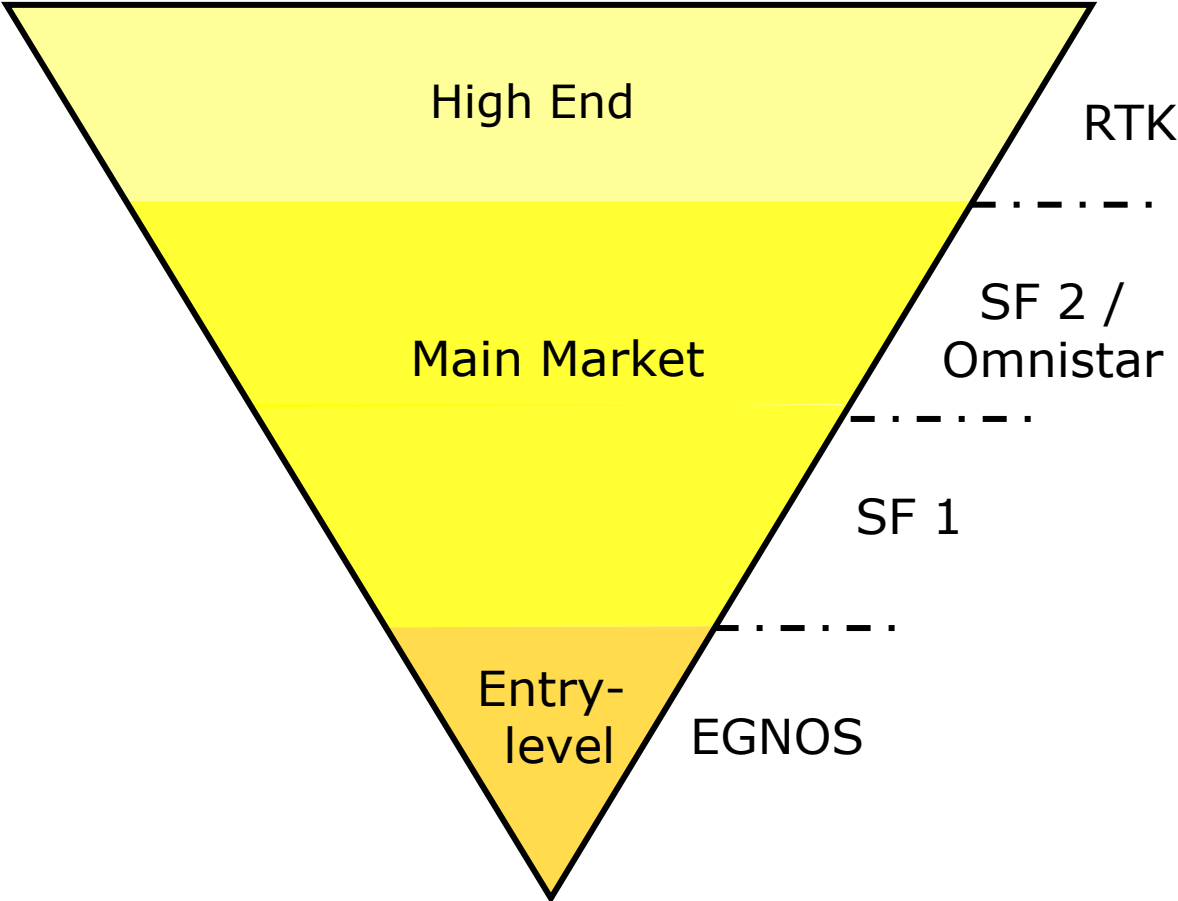 High End
RTK
SF 2 /
Omnistar
Main Market
SF 1
Entry-
level
EGNOS